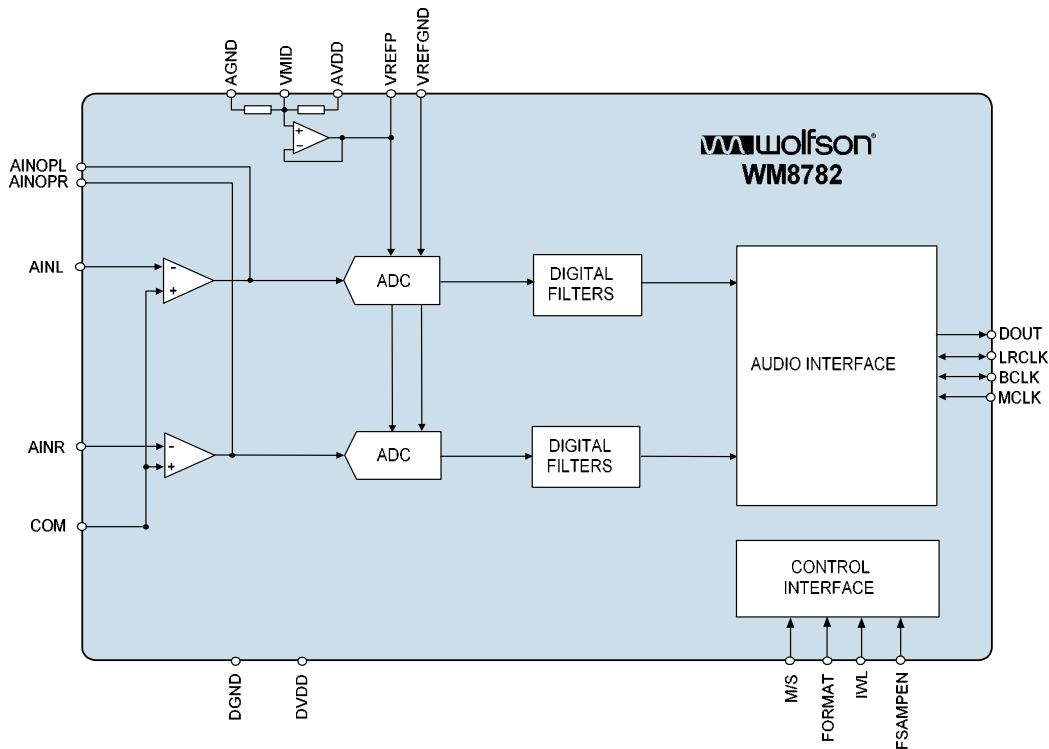 AGND
VMID
AVDD
VREFP
VREFGND
wolfson®
WM8782
AINOPL
AINOPR
AINL
-
+
ADC
DIGITAL
FILTERS
AUDIO INTERFACE
DOUT
LRCLK
BCLK
MCLK
AINR
-
+
ADC
DIGITAL
FILTERS
COM
+
-
CONTROL
INTERFACE
DGND
DVDD
M/S
FORMAT
IWL
FSAMPEN